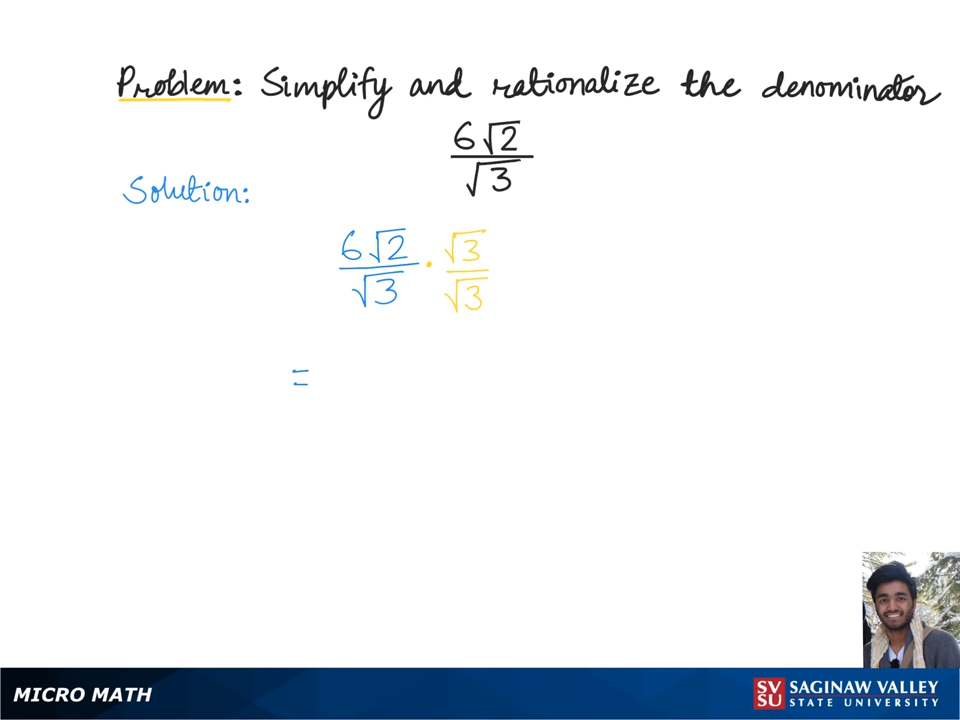 Problem: Simplify and rationalize the denominator
6√2
√3
Solution:
6√2 · √3
√3 √3
=
MICRO MATH
SVSU SAGINAW VALLEY
STATE UNIVERSITY